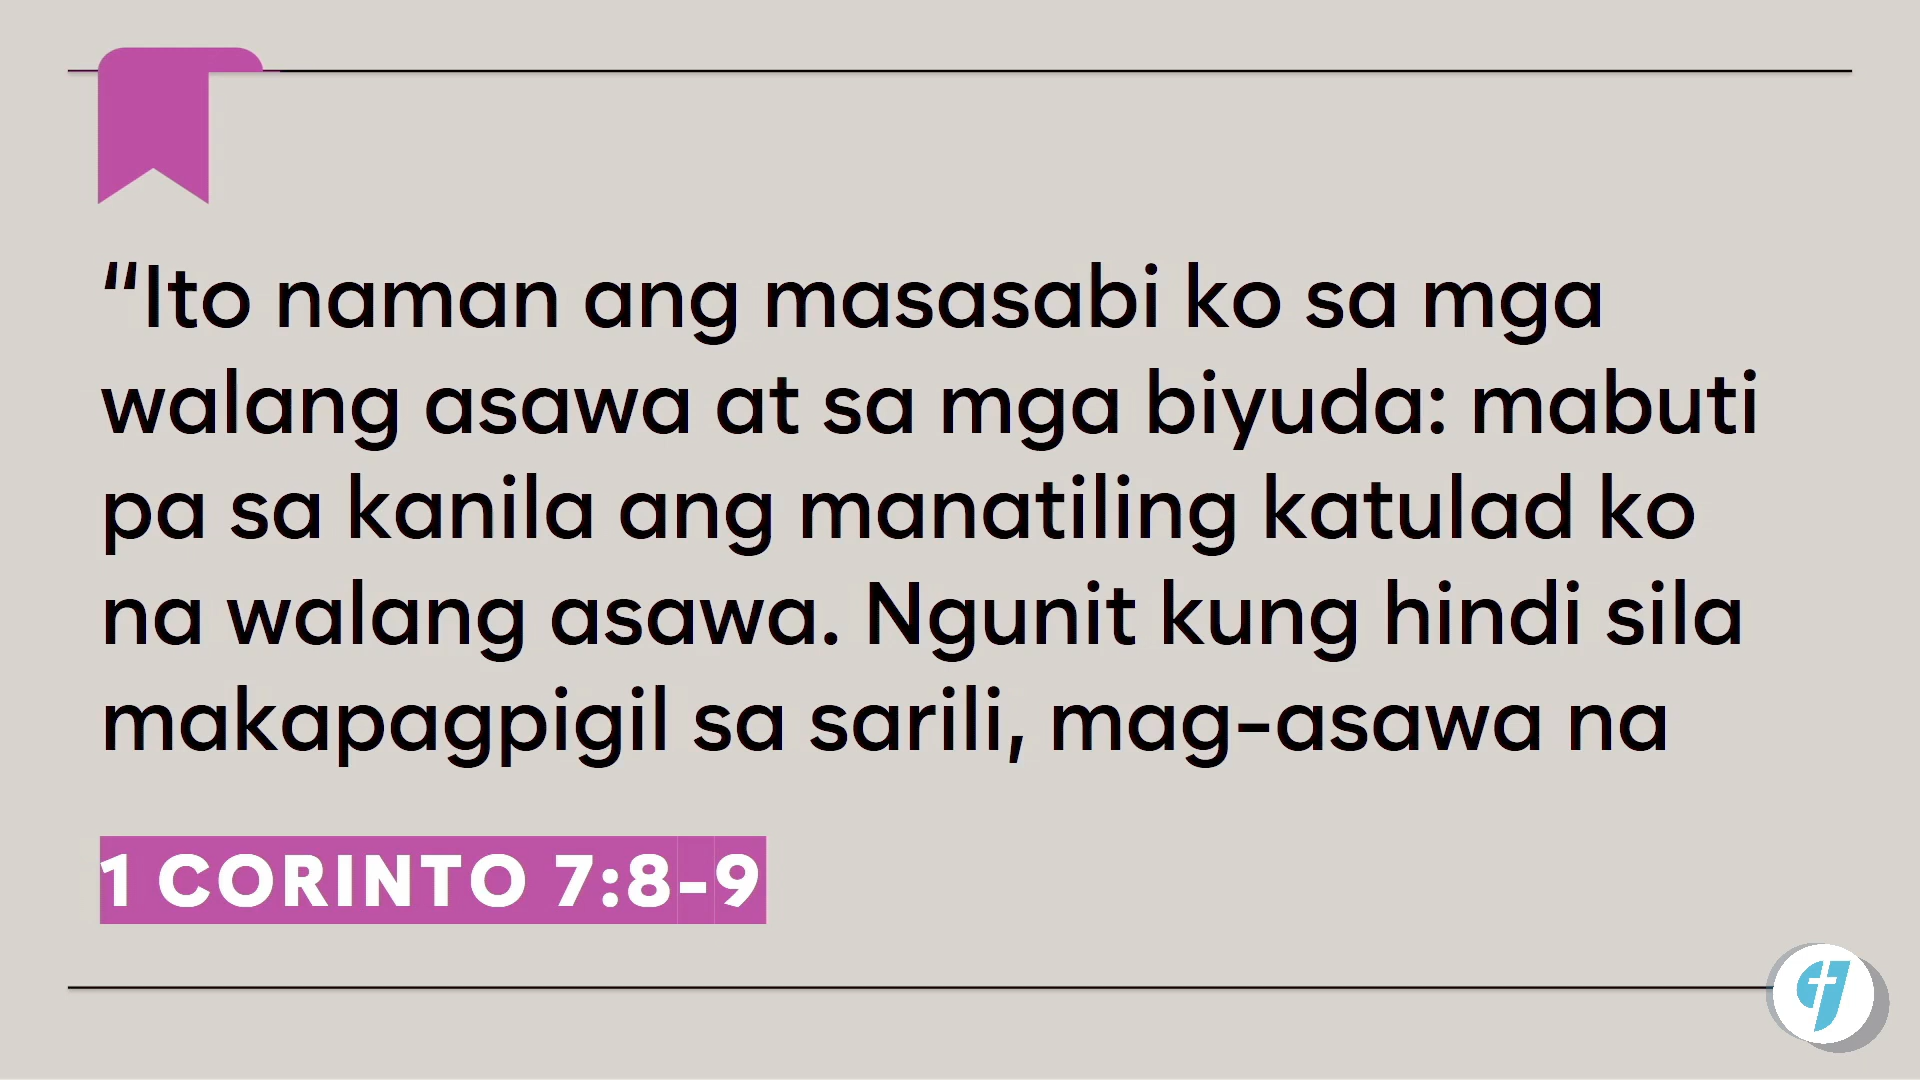 “Ito naman ang masasabi ko sa mga
walang asawa at sa mga biyuda: mabuti
pa sa kanila ang manatiling katulad ko
na walang asawa. Ngunit kung hindi sila
makapagpigil sa sarili, mag-asawa na
1 CORINTO 7:8-9